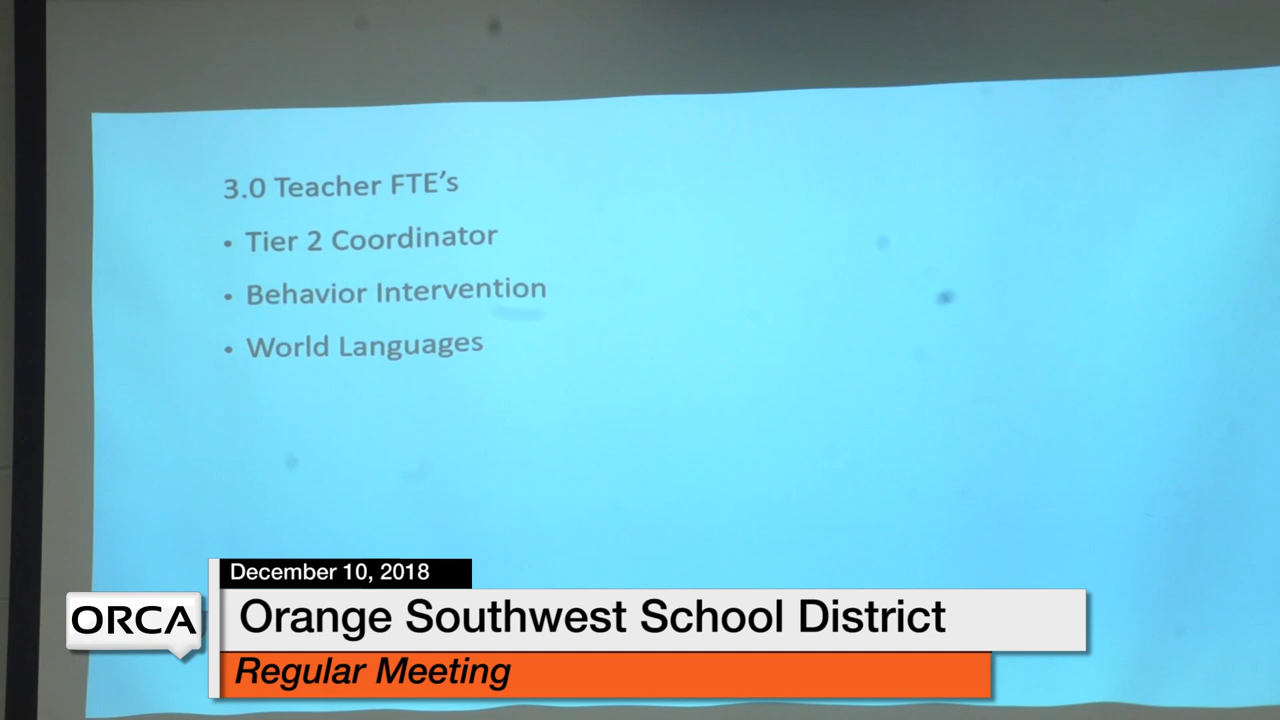 3.0 Teacher FTE's
• Tier 2 Coordinator
• Behavior Intervention
• World Languages
December 10, 2018
ORCA
Orange Southwest School District
Regular Meeting